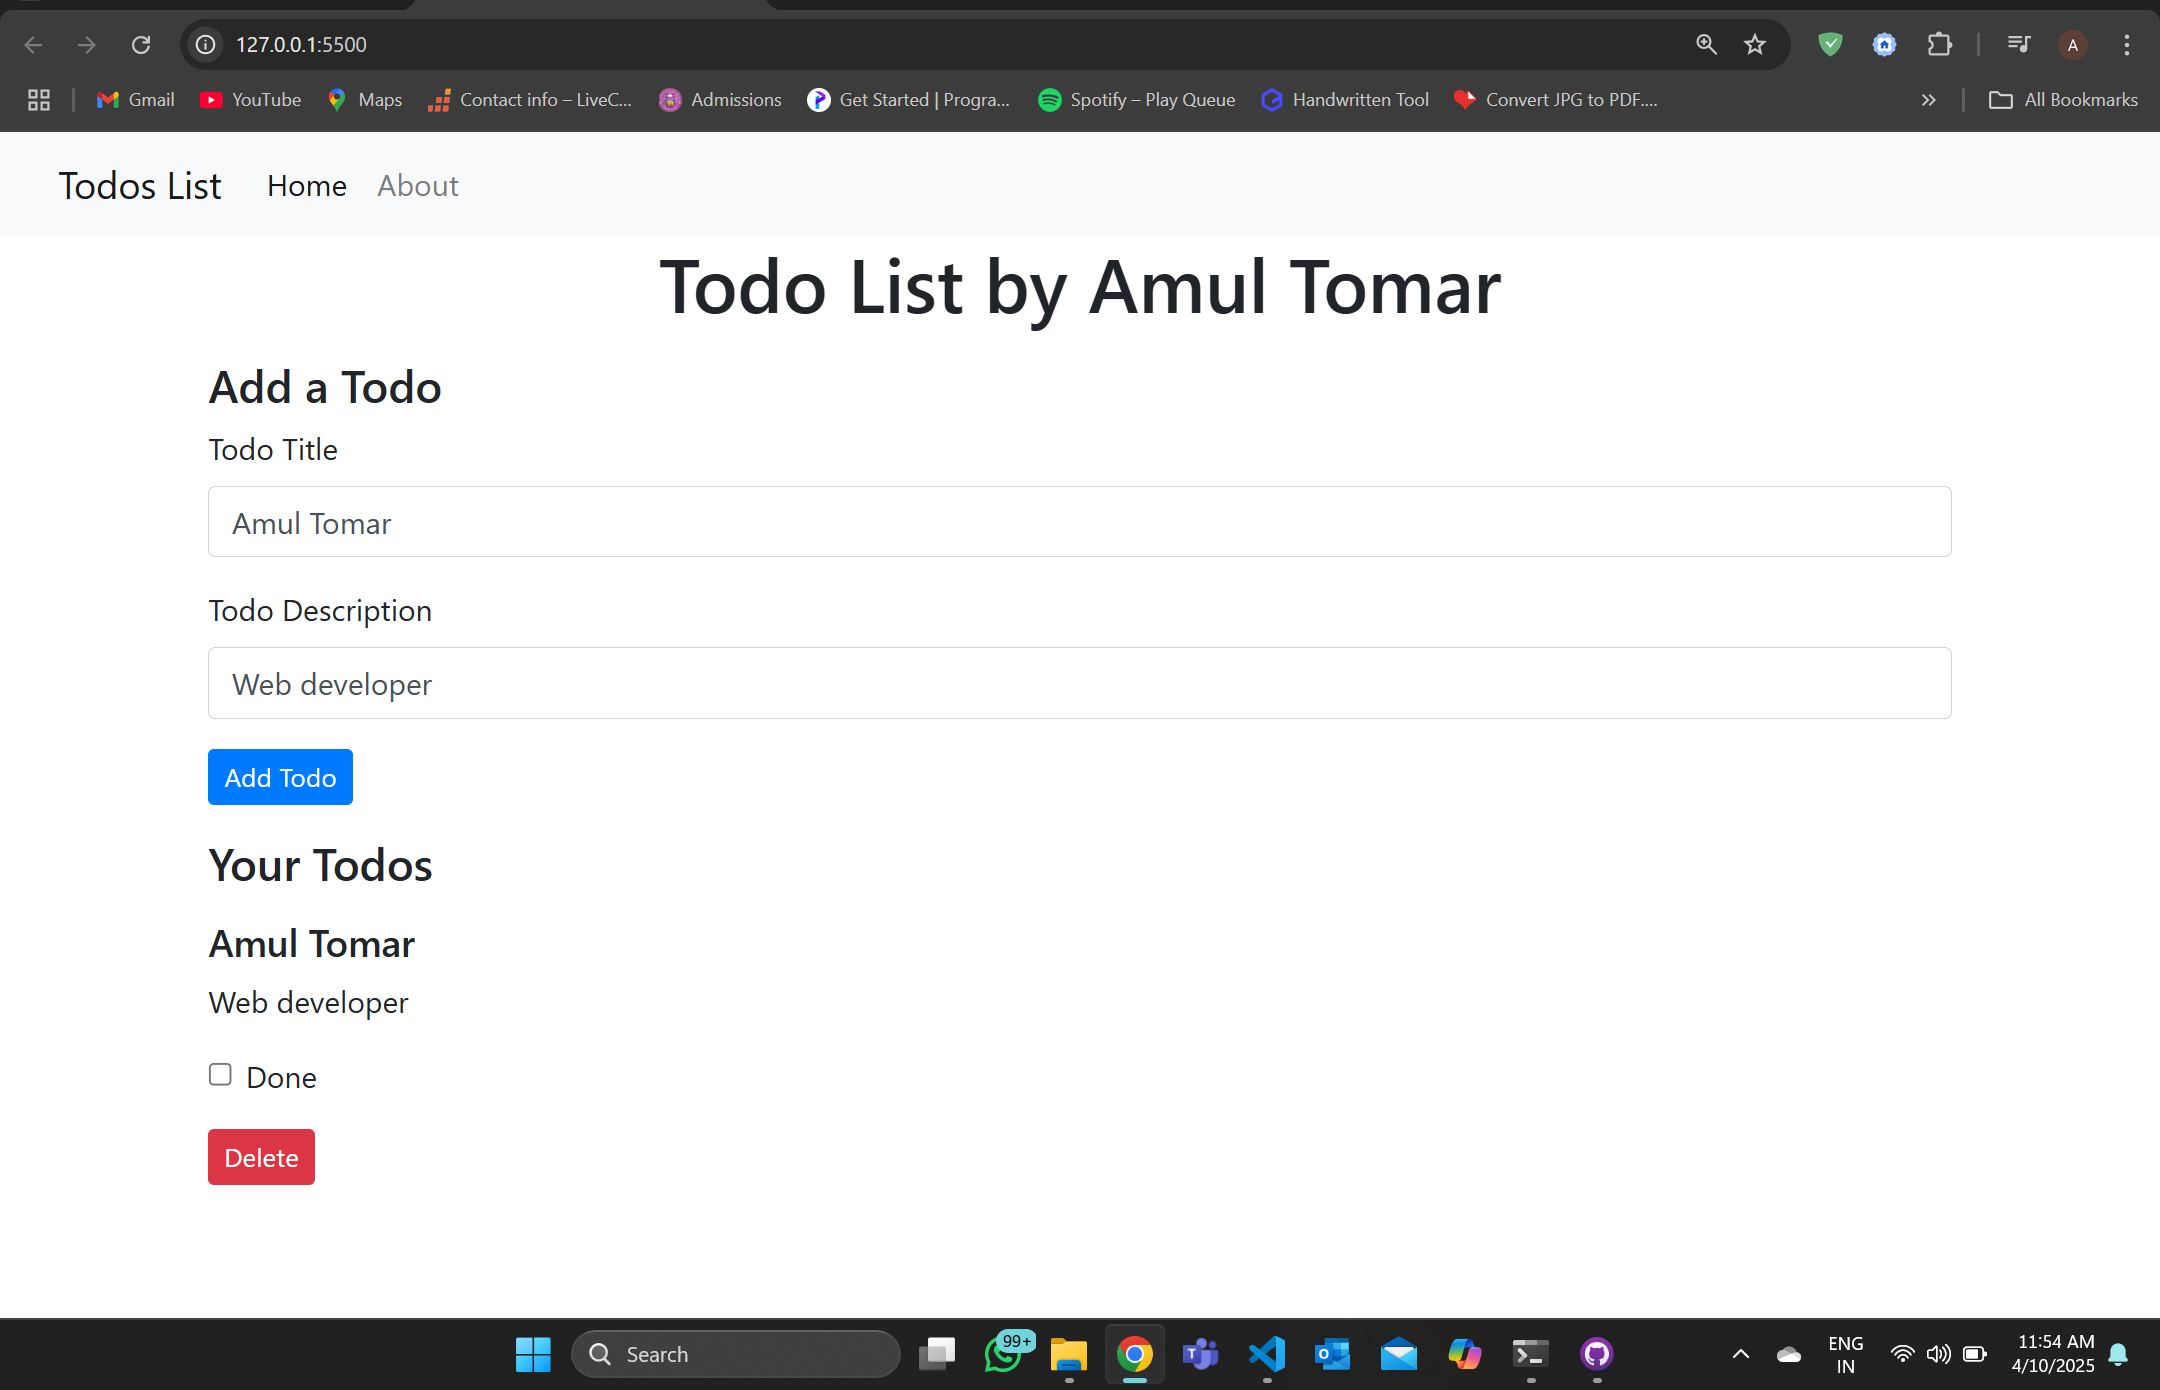 127.0.0.1:5500
A
Gmail
YouTube
Maps
Contact info – LiveC...
Admissions
Get Started | Progra...
Spotify – Play Queue
Handwritten Tool
Convert JPG to PDF....
All Bookmarks
Todos List
Home
About
Todo List by Amul Tomar
Add a Todo
Todo Title
Amul Tomar
Todo Description
Web developer
Add Todo
Your Todos
Amul Tomar
Web developer
Done
Delete
Search
99+
ENG
IN
11:54 AM
4/10/2025